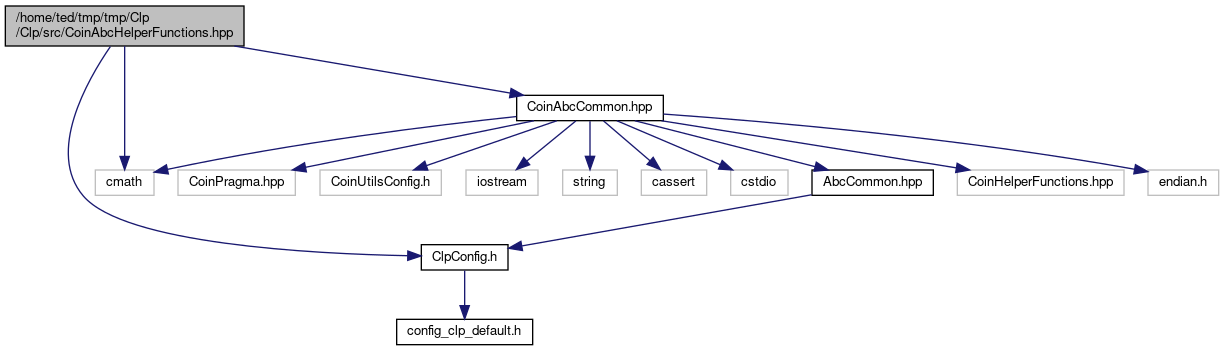 /home/ted/tmp/tmp/Clp
/Clp/src/CoinAbcHelperFunctions.hpp
CoinAbcCommon.hpp
cmath
CoinPragma.hpp
CoinUtilsConfig.h
iostream
string
cassert
cstdio
AbcCommon.hpp
CoinHelperFunctions.hpp
endian.h
ClpConfig.h
config_clp_default.h